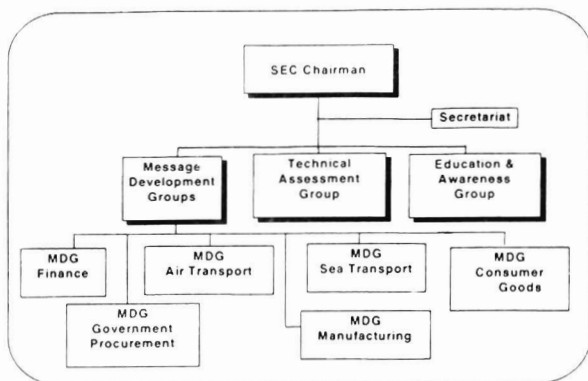 SEC Chairman
Secretariat
Message
Development
Groups
Technical
Assessment
Group
Education &
Awareness
Group
MDG
Finance
MDG
Air Transport
MDG
Sea Transport
MDG
Consumer
Goods
MDG
Government
Procurement
MDG
Manufacturing